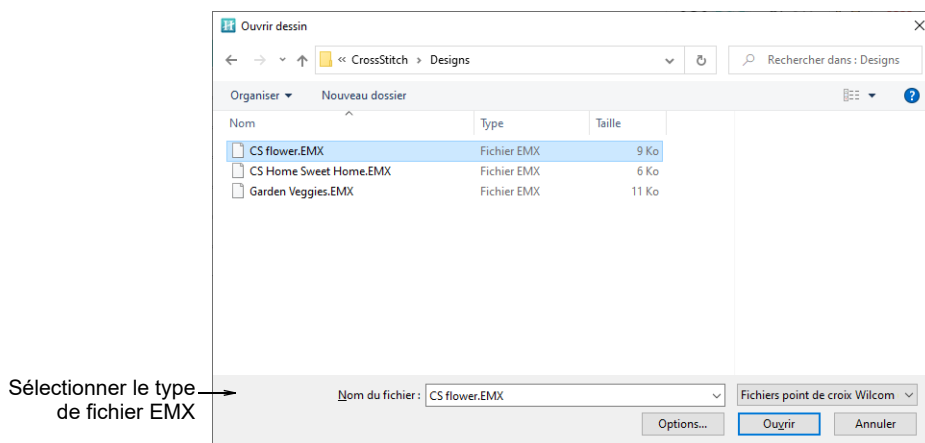 Ouvrir dessin
« CrossStitch › Designs
Rechercher dans : Designs
Organiser
Nouveau dossier
Nom Type Taille
CS flower.EMX Fichier EMX 9 Ko
CS Home Sweet Home.EMX Fichier EMX 6 Ko
Garden Veggies.EMX Fichier EMX 11 Ko
Sélectionner le type
de fichier EMX
Nom du fichier : CS flower.EMX Fichiers point de croix Wilcom
Options... Ouvrir Annuler